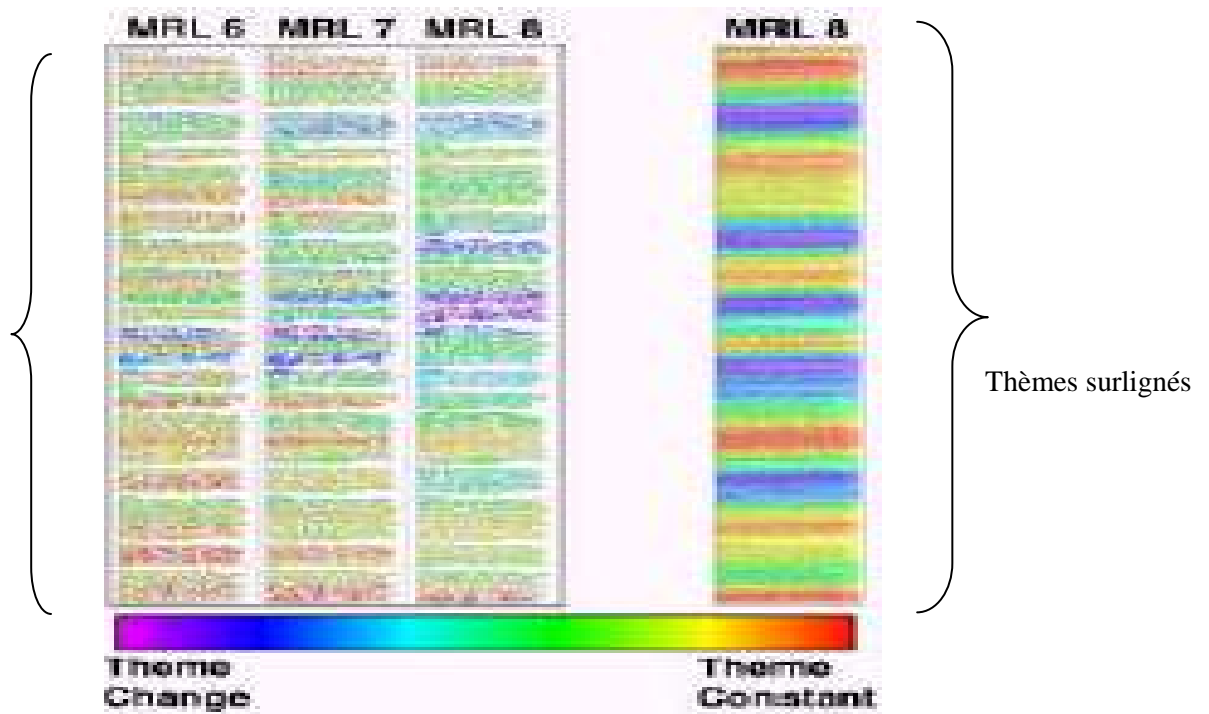 MRL 6 MRL 7 MRL 8 MRL 8
Thèmes surlignés
Theme Change
Theme Constant